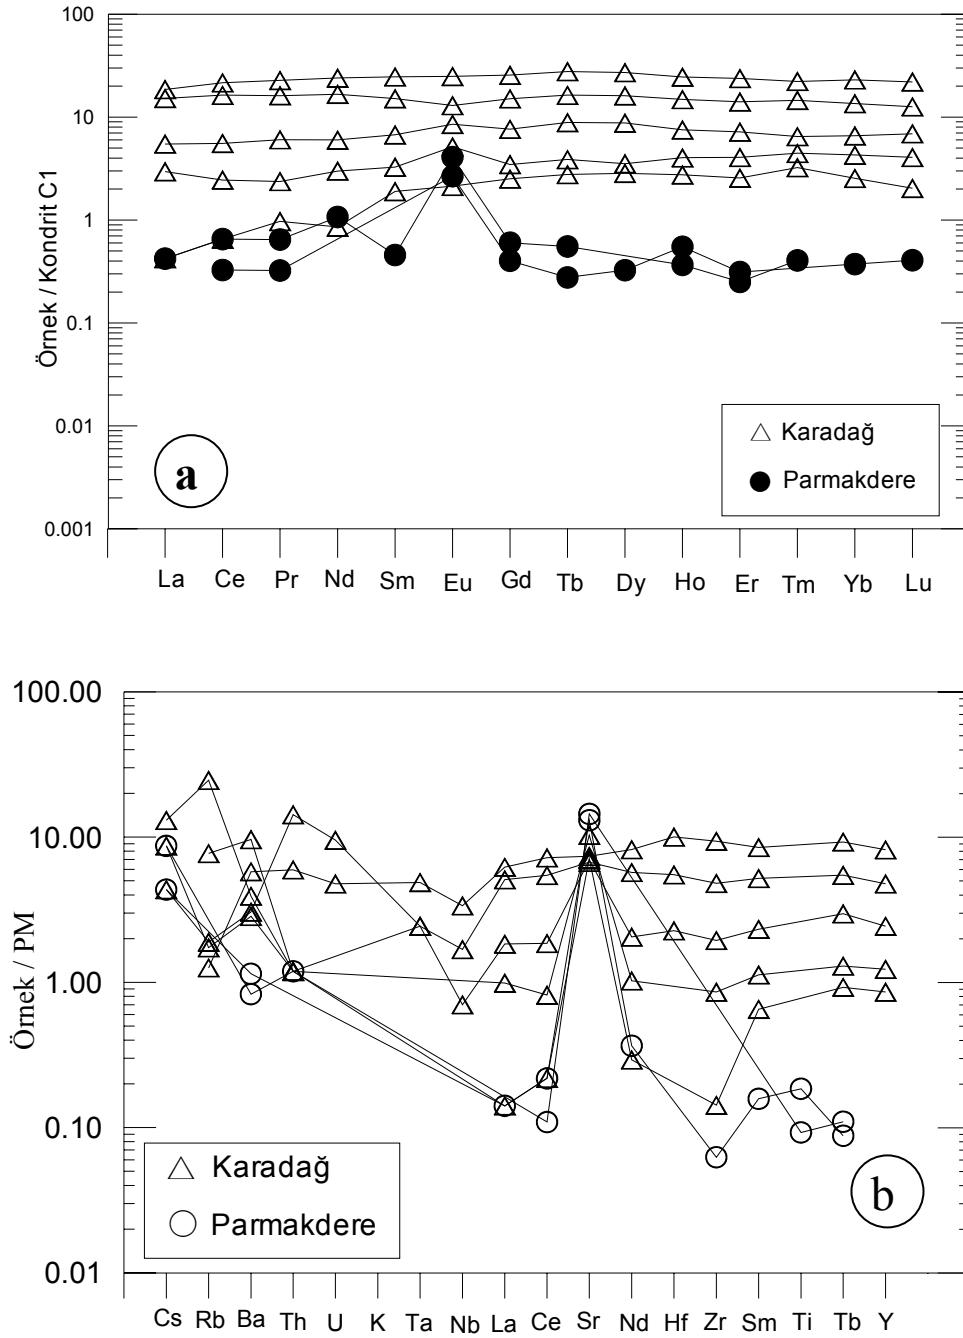 100
10
1
0.1
0.01
0.001
Örnek / Kondrit C1
Karadağ
Parmakdere
a
La Ce Pr Nd Sm Eu Gd Tb Dy Ho Er Tm Yb Lu
100.00
10.00
1.00
0.10
0.01
Örnek / PM
Karadağ
Parmakdere
b
Cs Rb Ba Th U K Ta Nb La Ce Sr Nd Hf Zr Sm Ti Tb Y